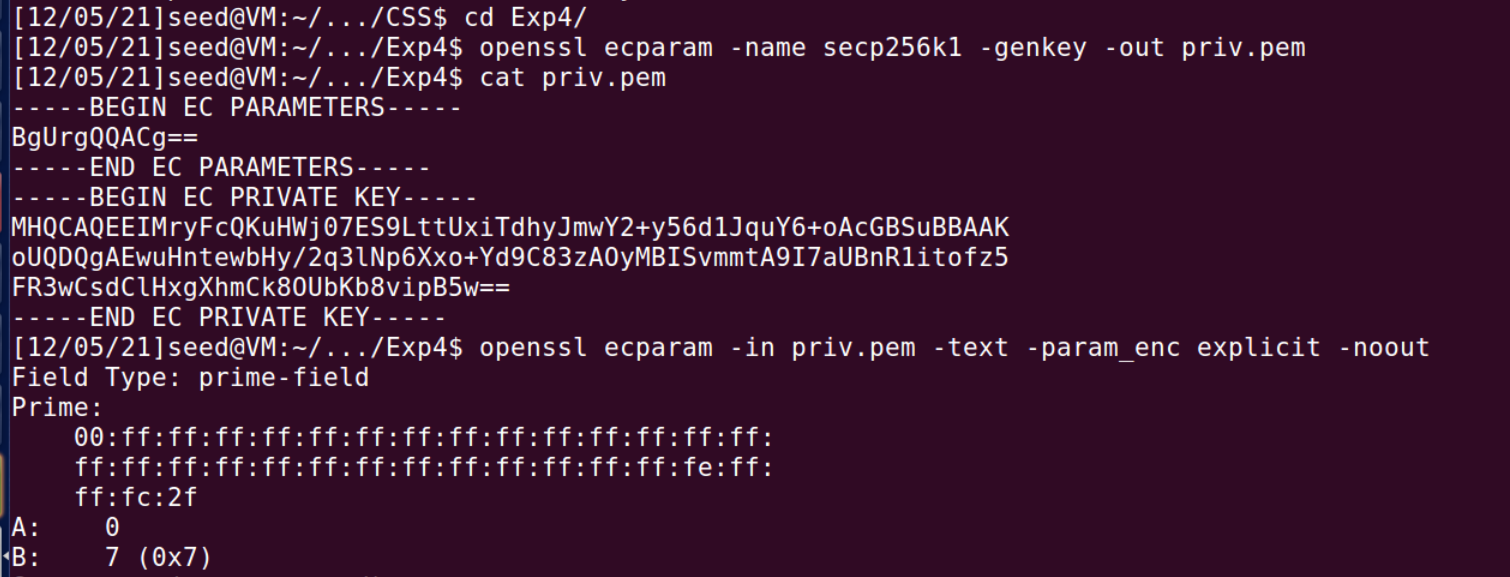 [12/05/21]seed@VM:~/.../CSS$ cd Exp4/
[12/05/21]seed@VM:~/.../Exp4$ openssl ecparam -name secp256k1 -genkey -out priv.pem
[12/05/21]seed@VM:~/.../Exp4$ cat priv.pem
-----BEGIN EC PARAMETERS-----
BgUrgQQACg==
-----END EC PARAMETERS-----
-----BEGIN EC PRIVATE KEY-----
MHQCAQEEIMryFcQKuHWj07ES9LttUxiTdhyJmwY2+y56d1JquY6+oAcGBSuBBAAK
oUQDQgAEwuHntewbHy/2q3lNp6Xxo+Yd9C83zAOyMBISvmmtA9I7aUBnR1itofz5
FR3wCsdClHxgXhmCk8OUbKb8vipB5w==
-----END EC PRIVATE KEY-----
[12/05/21]seed@VM:~/.../Exp4$ openssl ecparam -in priv.pem -text -param_enc explicit -noout
Field Type: prime-field
Prime:
    00:ff:ff:ff:ff:ff:ff:ff:ff:ff:ff:ff:ff:ff:ff:
    ff:ff:ff:ff:ff:ff:ff:ff:ff:ff:ff:ff:ff:fe:ff:
    ff:fc:2f
A:    0
B:    7 (0x7)